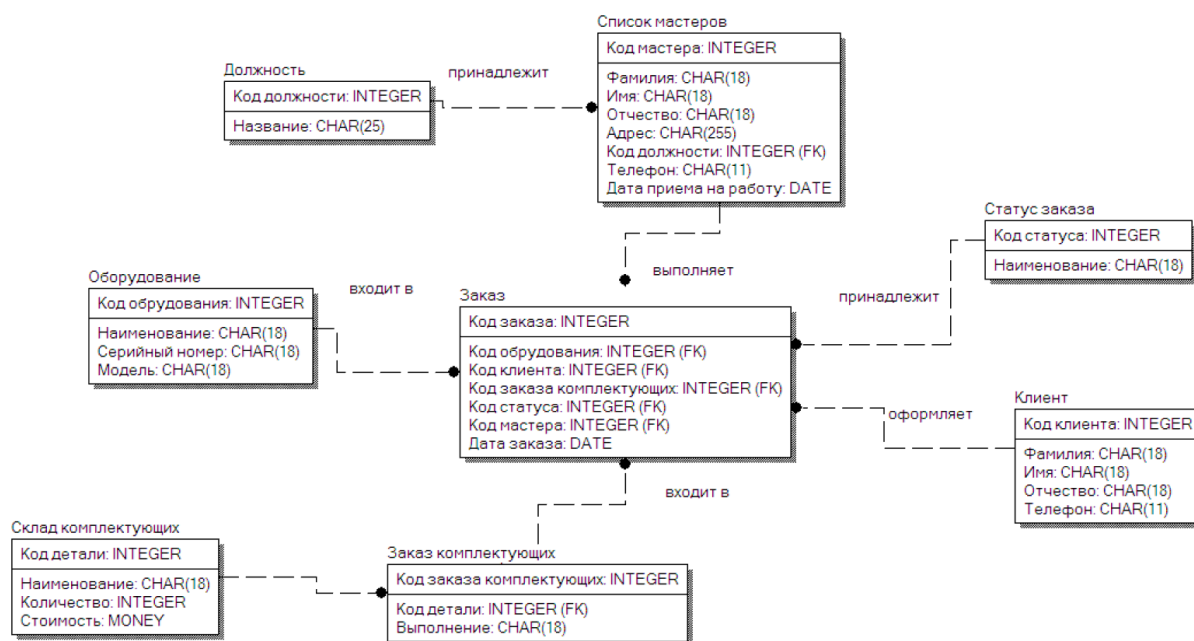 Список мастеров
Код мастера: INTEGER
Фамилия: CHAR(18)
Имя: CHAR(18)
Отчество: CHAR(18)
Адрес: CHAR(255)
Код должности: INTEGER (FK)
Телефон: CHAR(11)
Дата приема на работу: DATE
Должность
Код должности: INTEGER
Название: CHAR(25)
принадлежит
Статус заказа
Код статуса: INTEGER
Наименование: CHAR(18)
принадлежит
выполняет
Оборудование
Код обрудования: INTEGER
Наименование: CHAR(18)
Серийный номер: CHAR(18)
Модель: CHAR(18)
входит в
Заказ
Код заказа: INTEGER
Код обрудования: INTEGER (FK)
Код клиента: INTEGER (FK)
Код заказа комплектующих: INTEGER (FK)
Код статуса: INTEGER (FK)
Код мастера: INTEGER (FK)
Дата заказа: DATE
Клиент
Код клиента: INTEGER
Фамилия: CHAR(18)
Имя: CHAR(18)
Отчество: CHAR(18)
Телефон: CHAR(11)
оформляет
входит в
Склад комплектующих
Код детали: INTEGER
Наименование: CHAR(18)
Количество: INTEGER
Стоимость: MONEY
Заказ комплектующих
Код заказа комплектующих: INTEGER
Код детали: INTEGER (FK)
Выполнение: CHAR(18)